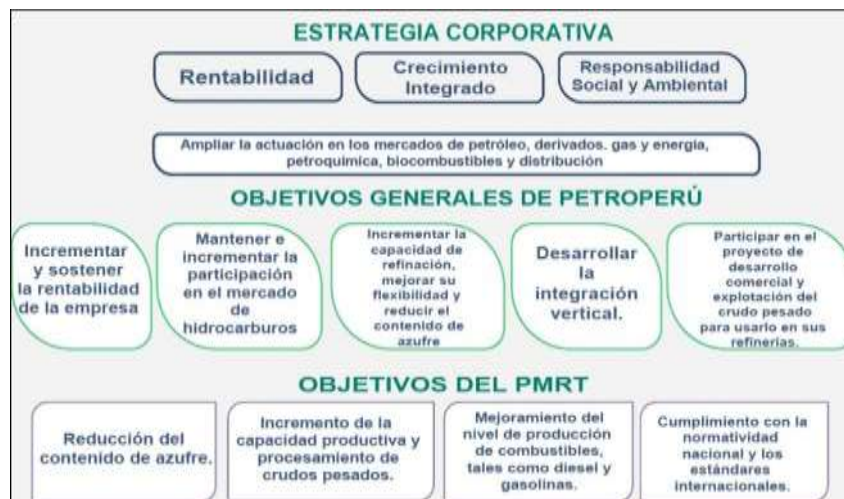 ESTRATEGIA CORPORATIVA
Rentabilidad
Crecimiento
Integrado
Responsabilidad
Social y Ambiental
Ampliar la actuación en los mercados de petróleo, derivados. gas y energía,
petroquímica, biocombustibles y distribución
OBJETIVOS GENERALES DE PETROPERÚ
Incrementar
y sostener
la rentabilidad
de la empresa
Mantener e
incrementar la
participación
en el mercado
de
hidrocarburos
Incrementar la
capacidad de
refinación,
mejorar su
flexibilidad y
reducir el
contenido de
azufre
Desarrollar
la
integración
vertical.
Participar en el
proyecto de
desarrollo
comercial y
explotación del
crudo pesado
para usarlo en sus
refinerías.
OBJETIVOS DEL PMRT
Reducción del
contenido de azufre.
Incremento de la
capacidad productiva y
procesamiento de
crudos pesados.
Mejoramiento del
nivel de producción
de combustibles,
tales como diesel y
gasolinas.
Cumplimiento con la
normatividad
nacional y los
estándares
internacionales.